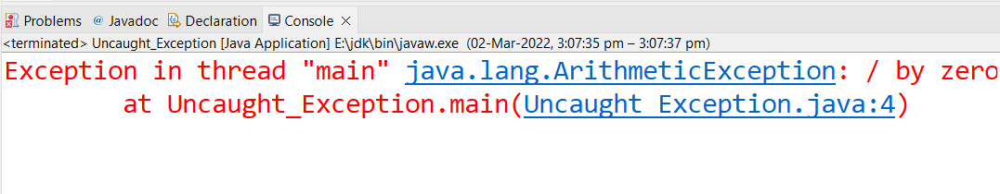 Problems @ Javadoc Declaration Console
<terminated> Uncaught_Exception [Java Application] E:\jdk\bin\javaw.exe (02-Mar-2022, 3:07:35 pm – 3:07:37 pm)
Exception in thread "main" java.lang.ArithmeticException: / by zero
at Uncaught_Exception.main(Uncaught_Exception.java:4)